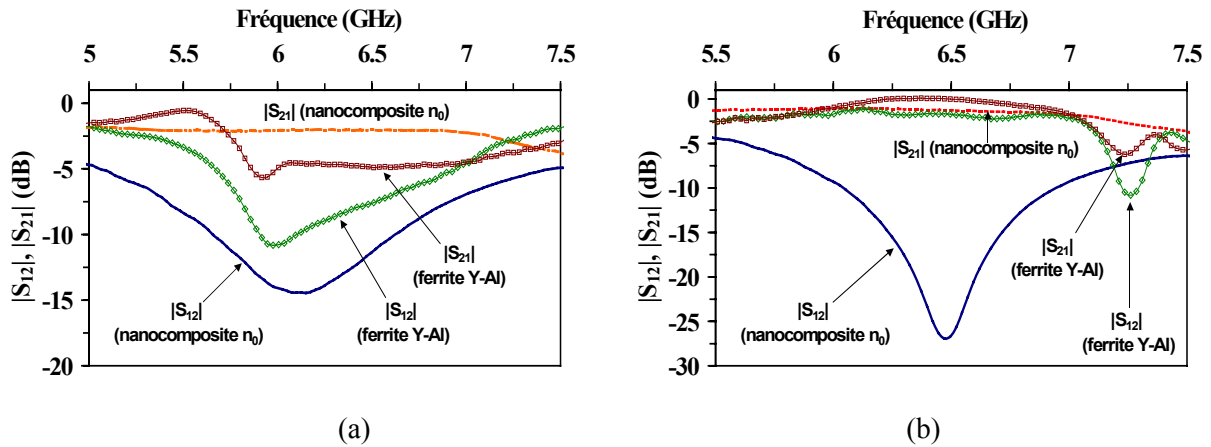 Fréquence (GHz)
5 5.5 6 6.5 7 7.5
|S12|, |S21| (dB)
0
-5
-10
-15
-20
|S21| (nanocomposite n0)
|S21|
(ferrite Y-Al)
|S12|
(nanocomposite n0)
|S12|
(ferrite Y-Al)
(a)
Fréquence (GHz)
5.5 6 6.5 7 7.5
|S12|, |S21| (dB)
0
-5
-10
-15
-20
-25
-30
|S21| (nanocomposite n0)
|S21|
(ferrite Y-Al)
|S12|
(nanocomposite n0)
|S12|
(ferrite Y-Al)
(b)